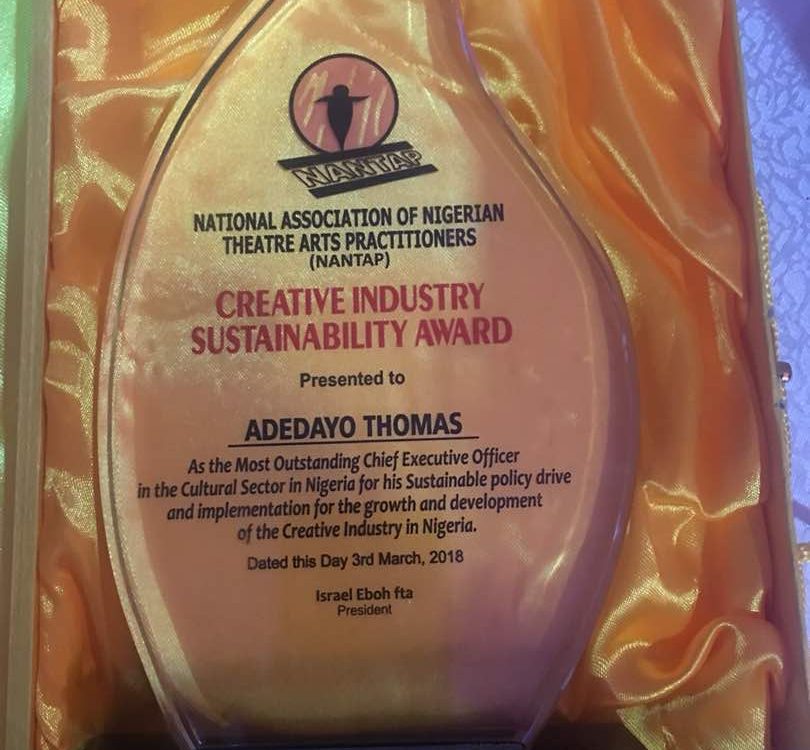 NANTAP
NATIONAL ASSOCIATION OF NIGERIAN
THEATRE ARTS PRACTITIONERS
(NANTAP)
CREATIVE INDUSTRY
SUSTAINABILITY AWARD
Presented to
ADEDAYO THOMAS
As the Most Outstanding Chief Executive Officer
in the Cultural Sector in Nigeria for his Sustainable policy drive
and implementation for the growth and development
of the Creative Industry in Nigeria.
Dated this Day 3rd March, 2018
Israel Eboh fta
President